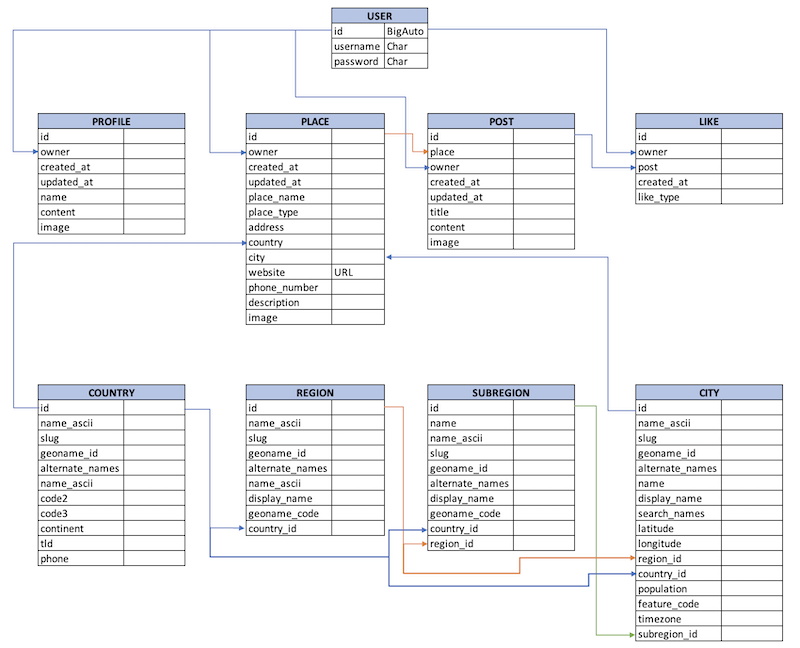 USER
id BigAuto
username Char
password Char
PROFILE
id
owner
created_at
updated_at
name
content
image
PLACE
id
owner
created_at
updated_at
place_name
place_type
address
country
city
website URL
phone_number
description
image
POST
id
place
owner
created_at
updated_at
title
content
image
LIKE
id
owner
post
created_at
like_type
COUNTRY
id
name_ascii
slug
geoname_id
alternate_names
name_ascii
code2
code3
continent
tld
phone
REGION
id
name_ascii
slug
geoname_id
alternate_names
name_ascii
display_name
geoname_code
country_id
SUBREGION
id
name
name_ascii
slug
geoname_id
alternate_names
display_name
geoname_code
country_id
region_id
CITY
id
name_ascii
slug
geoname_id
alternate_names
name
display_name
search_names
latitude
longitude
region_id
country_id
population
feature_code
timezone
subregion_id